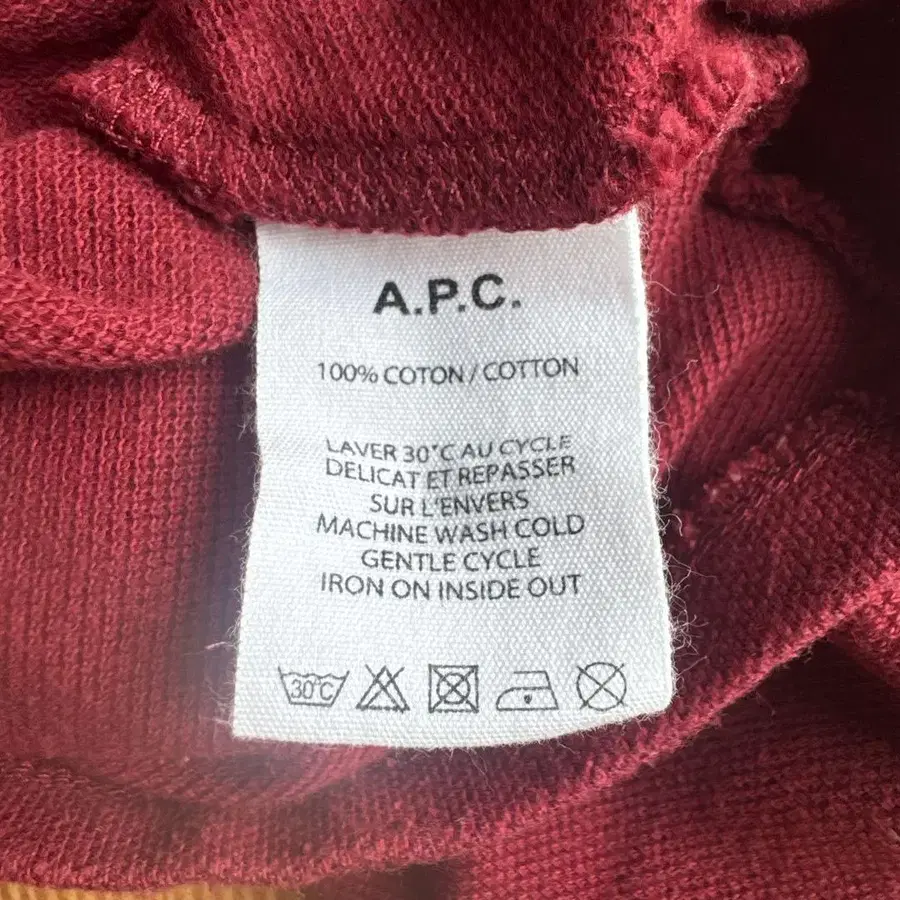 A.P.C.
100% COTON / COTTON
LAVER 30°C AU CYCLE
DELICAT ET REPASSER
SUR L'ENVERS
MACHINE WASH COLD
GENTLE CYCLE
IRON ON INSIDE OUT
30°C